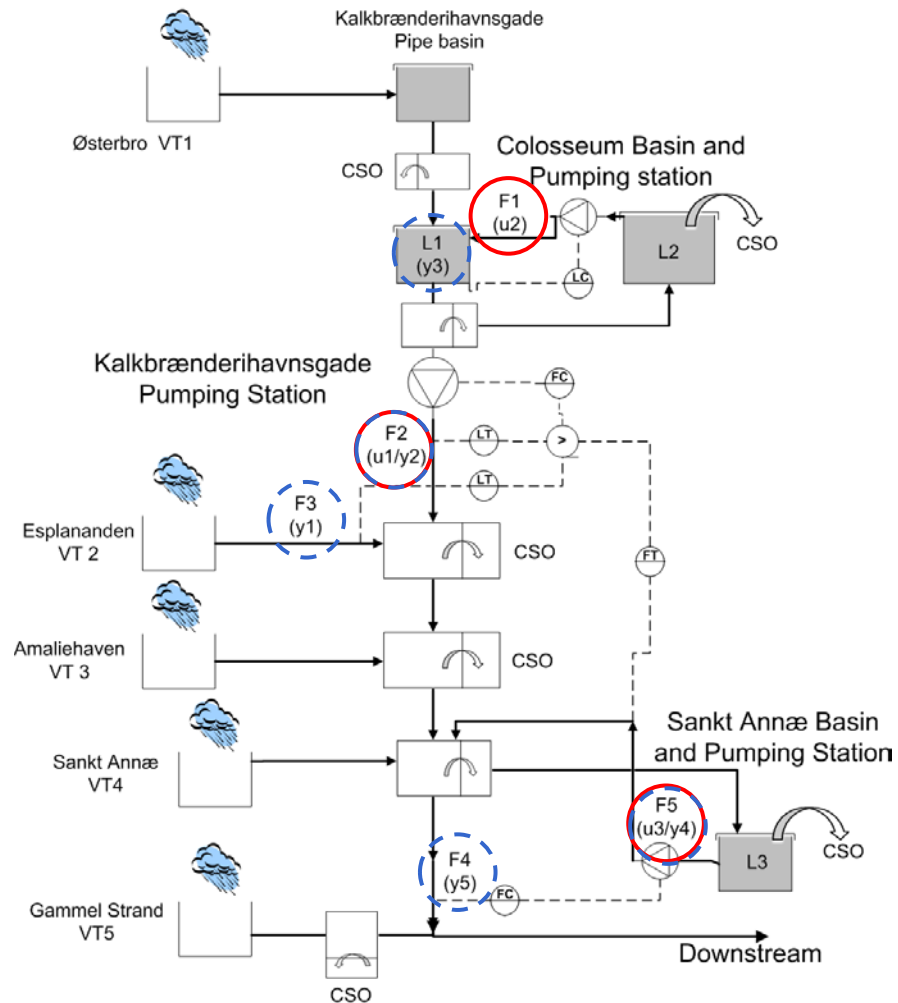 Kalkbrænderihavnsgade
Pipe basin
Østerbro VT1
CSO
Colosseum Basin and
Pumping station
F1
(u2)
L1
(y3)
L2
CSO
LC
Kalkbrænderihavnsgade
Pumping Station
FC
F2
(u1/y2)
LT
>
LT
F3
(y1)
Esplananden
VT 2
CSO
FT
Amaliehaven
VT 3
CSO
Sankt Annæ Basin
and Pumping Station
Sankt Annæ
VT4
F5
(u3/y4)
L3
CSO
F4
(y5)
FC
Gammel Strand
VT5
Downstream
CSO